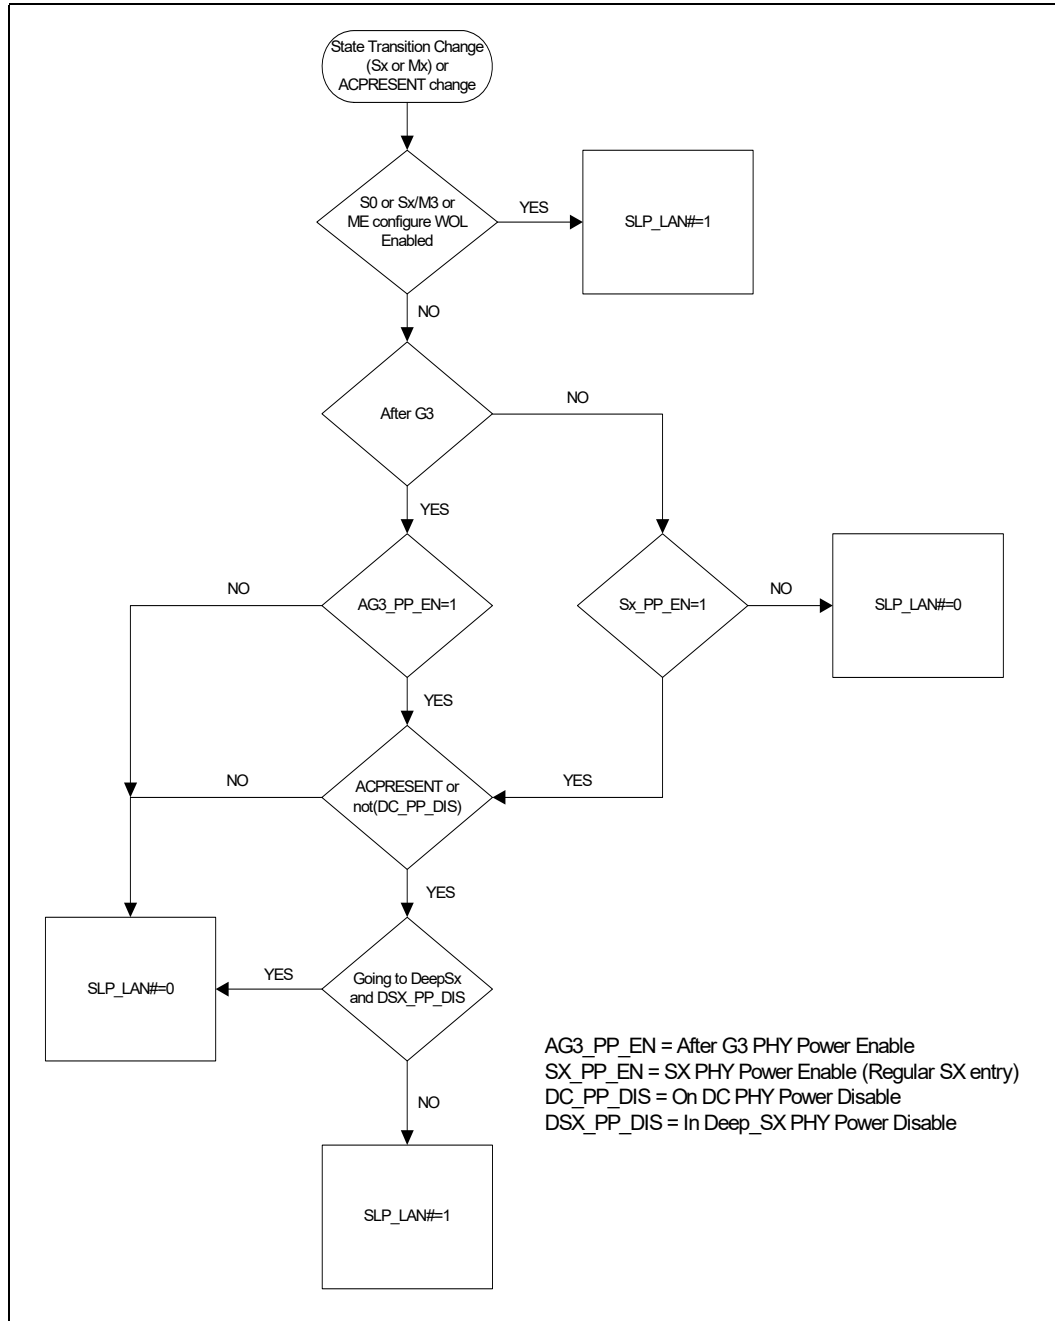 State Transition Change
(Sx or Mx) or
ACPRESENT change
S0 or Sx/M3 or
ME configure WOL
Enabled
YES
SLP_LAN#=1
NO
After G3
NO
YES
NO
AG3_PP_EN=1
Sx_PP_EN=1
NO
SLP_LAN#=0
YES
NO
ACPRESENT or
not(DC_PP_DIS)
YES
YES
SLP_LAN#=0
YES
Going to DeepSx
and DSX_PP_DIS
NO
SLP_LAN#=1
AG3_PP_EN = After G3 PHY Power Enable
SX_PP_EN = SX PHY Power Enable (Regular SX entry)
DC_PP_DIS = On DC PHY Power Disable
DSX_PP_DIS = In Deep_SX PHY Power Disable